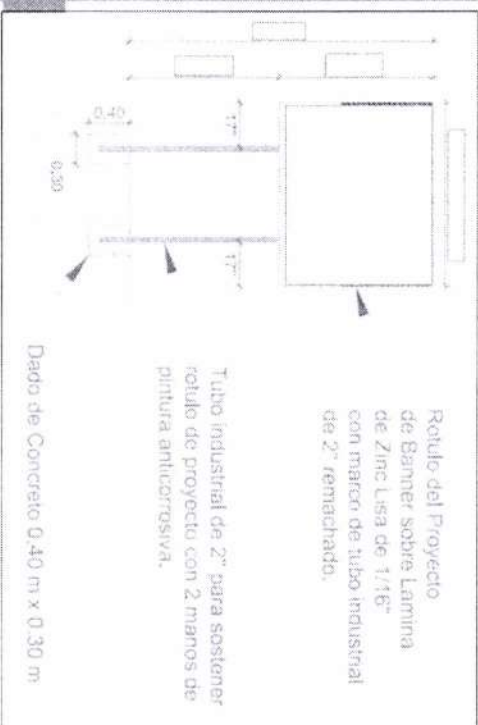 Rotulo del Proyecto
de Banner sobre Lamina
de Zinc Lisa de 1/16"
con marco de tubo industrial
de 2" remachado.
17"
17"
Tubo industrial de 2" para sostener
rotulo de proyecto con 2 manos de
pintura anticorrosiva.
0.40
0.30
Dado de Concreto 0.40 m x 0.30 m